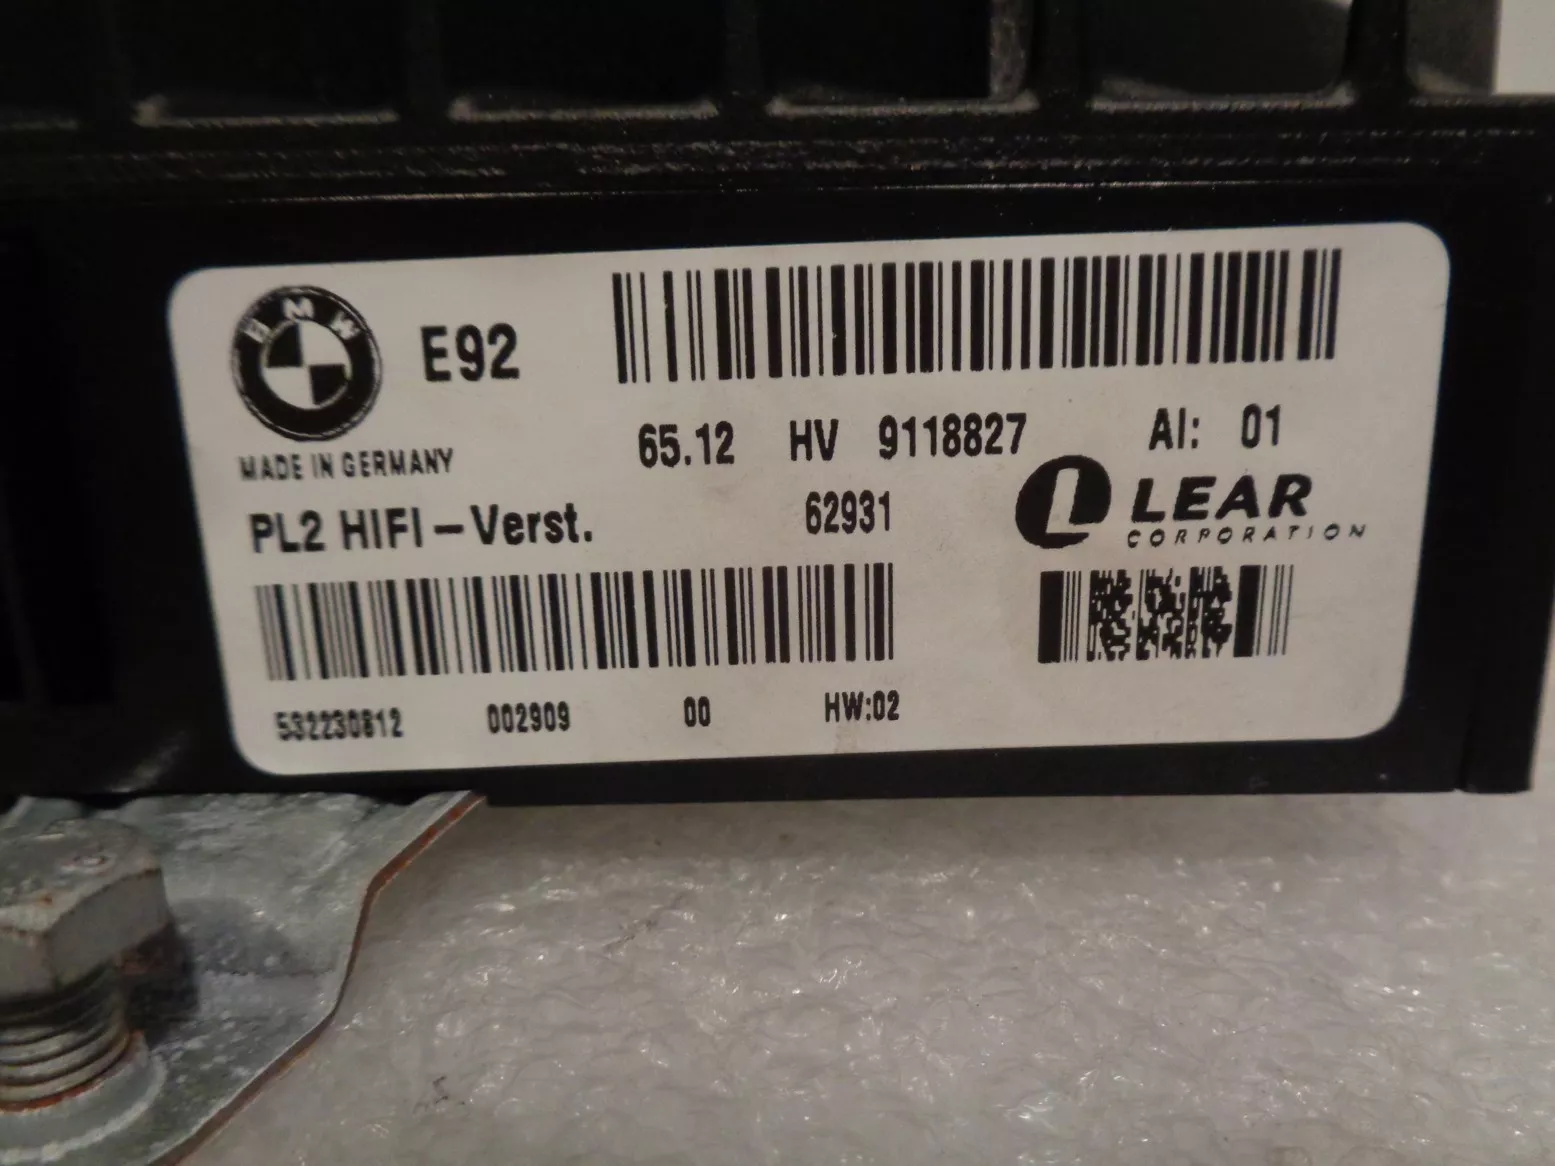 BMW
E92
MADE IN GERMANY
65.12 HV 9118827 AI: 01
PL2 HIFI-Verst. 62931
LEAR
CORPORATION
532230812 002909 00 HW:02